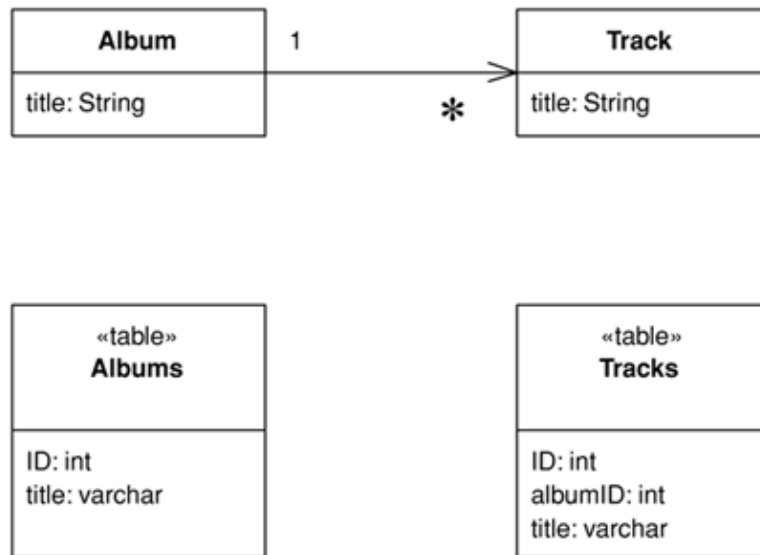 Album
1
Track
title: String
*
title: String
«table»
Albums
ID: int
title: varchar
«table»
Tracks
ID: int
albumID: int
title: varchar